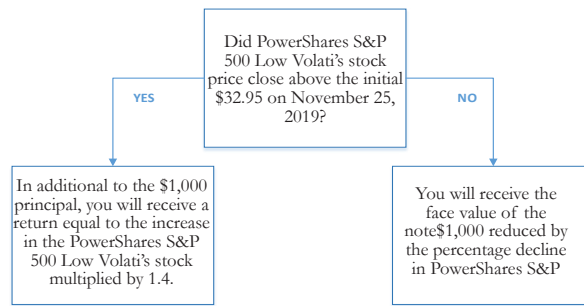 Did PowerShares S&P
500 Low Volati's stock
price close above the initial
$32.95 on November 25,
2019?
YES
NO
In additional to the $1,000
principal, you will receive a
return equal to the increase
in the PowerShares S&P
500 Low Volati's stock
multiplied by 1.4.
You will receive the
face value of the
note$1,000 reduced by
the percentage decline
in PowerShares S&P